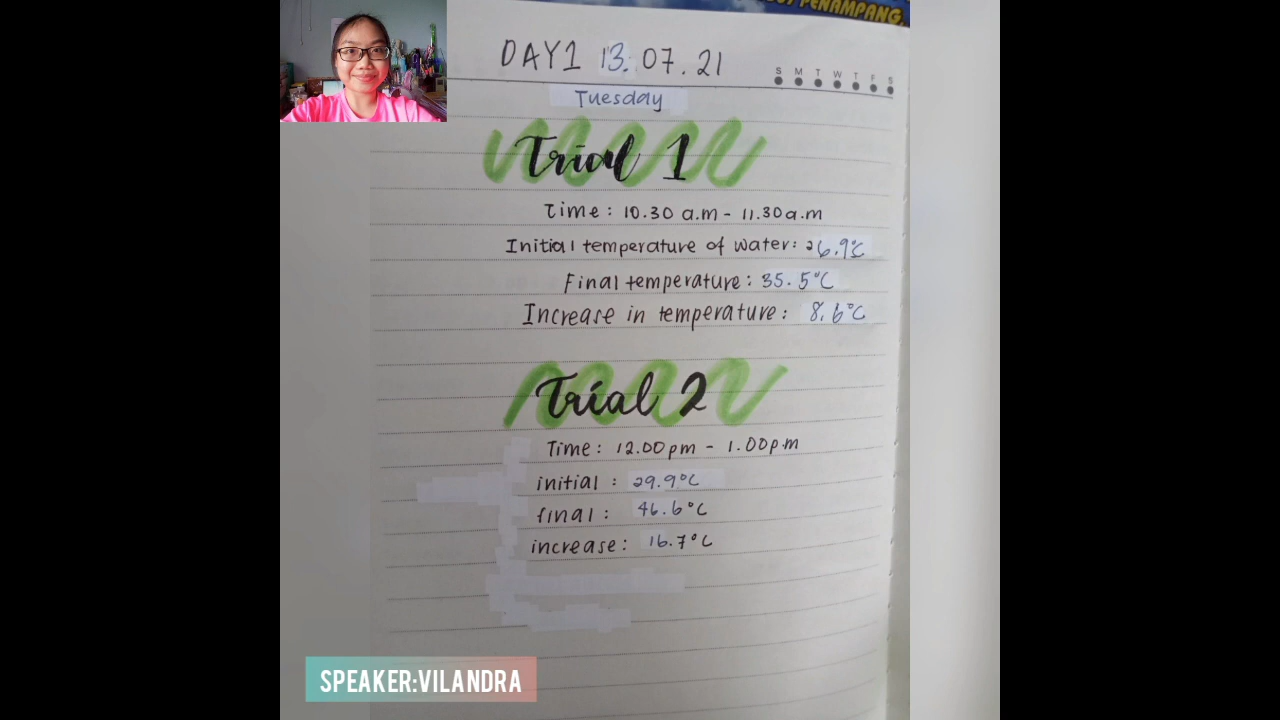 PENAMPANG,
DAY1 13.07.21
S M T W T F S
Tuesday
Trial 1
Time: 10.30 a.m - 11.30a.m
Initial temperature of water: 26.9°C
Final temperature: 35.5°C
Increase in temperature: 8.6°C
Trial 2
Time: 12.00pm - 1.00pm
initial: 29.9°C
final: 46.6°C
increase: 16.7°C
SPEAKER:VILANDRA